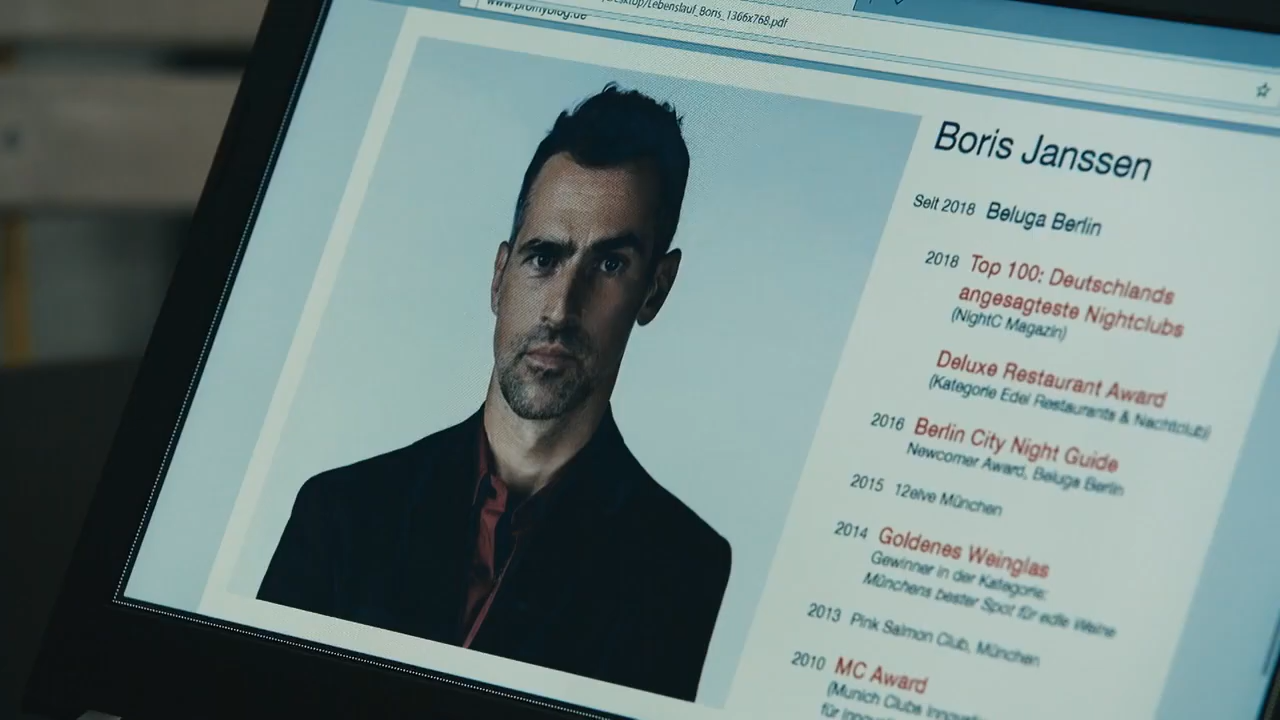 www.promyblog.de
/Desktop/Lebenslauf_Boris_1366x768.pdf
Boris Janssen
Seit 2018 Beluga Berlin
2018 Top 100: Deutschlands
angesagteste Nightclubs
(NightC Magazin)
Deluxe Restaurant Award
(Kategorie Edel Restaurants & Nachtclub)
2016 Berlin City Night Guide
Newcomer Award, Beluga Berlin
2015 12elve München
2014 Goldenes Weinglas
Gewinner in der Kategorie:
Münchens bester Spot für edle Weine
2013 Pink Salmon Club, München
2010 MC Award
(Munich Clubs
für